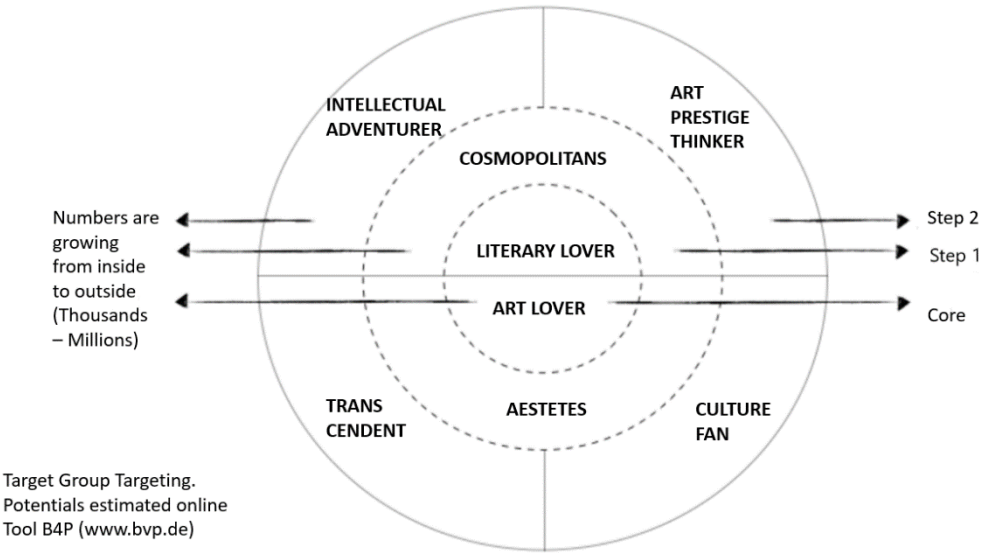 INTELLECTUAL
ADVENTURER
ART
PRESTIGE
THINKER
COSMOPOLITANS
Numbers are
growing
from inside
to outside
(Thousands
– Millions)
Step 2
LITERARY LOVER
Step 1
ART LOVER
Core
TRANS
CENDENT
AESTETES
CULTURE
FAN
Target Group Targeting.
Potentials estimated online
Tool B4P (www.bvp.de)